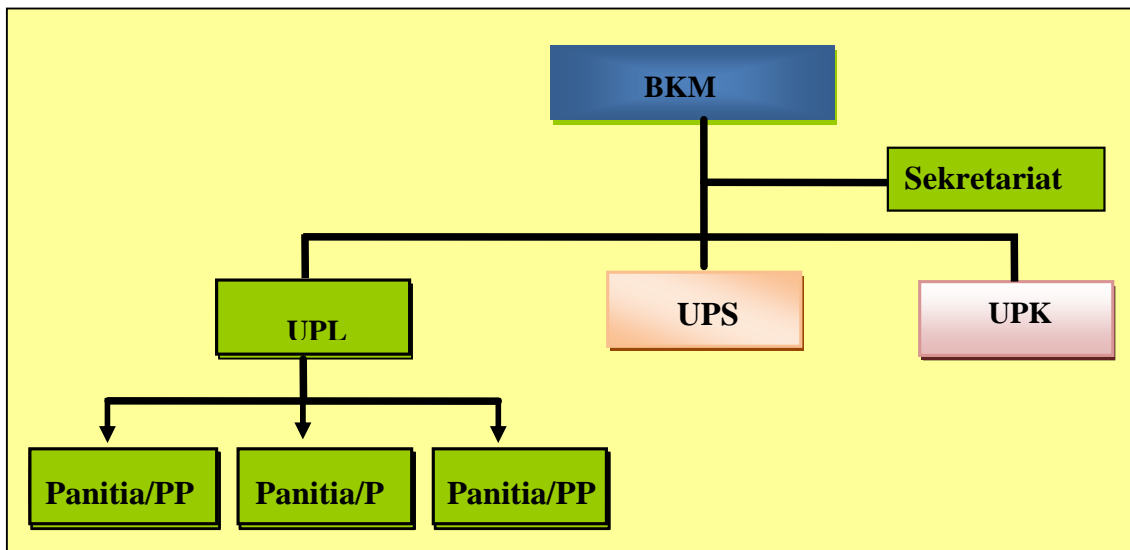 BKM
Sekretariat
UPL
UPS
UPK
Panitia/PP
Panitia/P
Panitia/PP